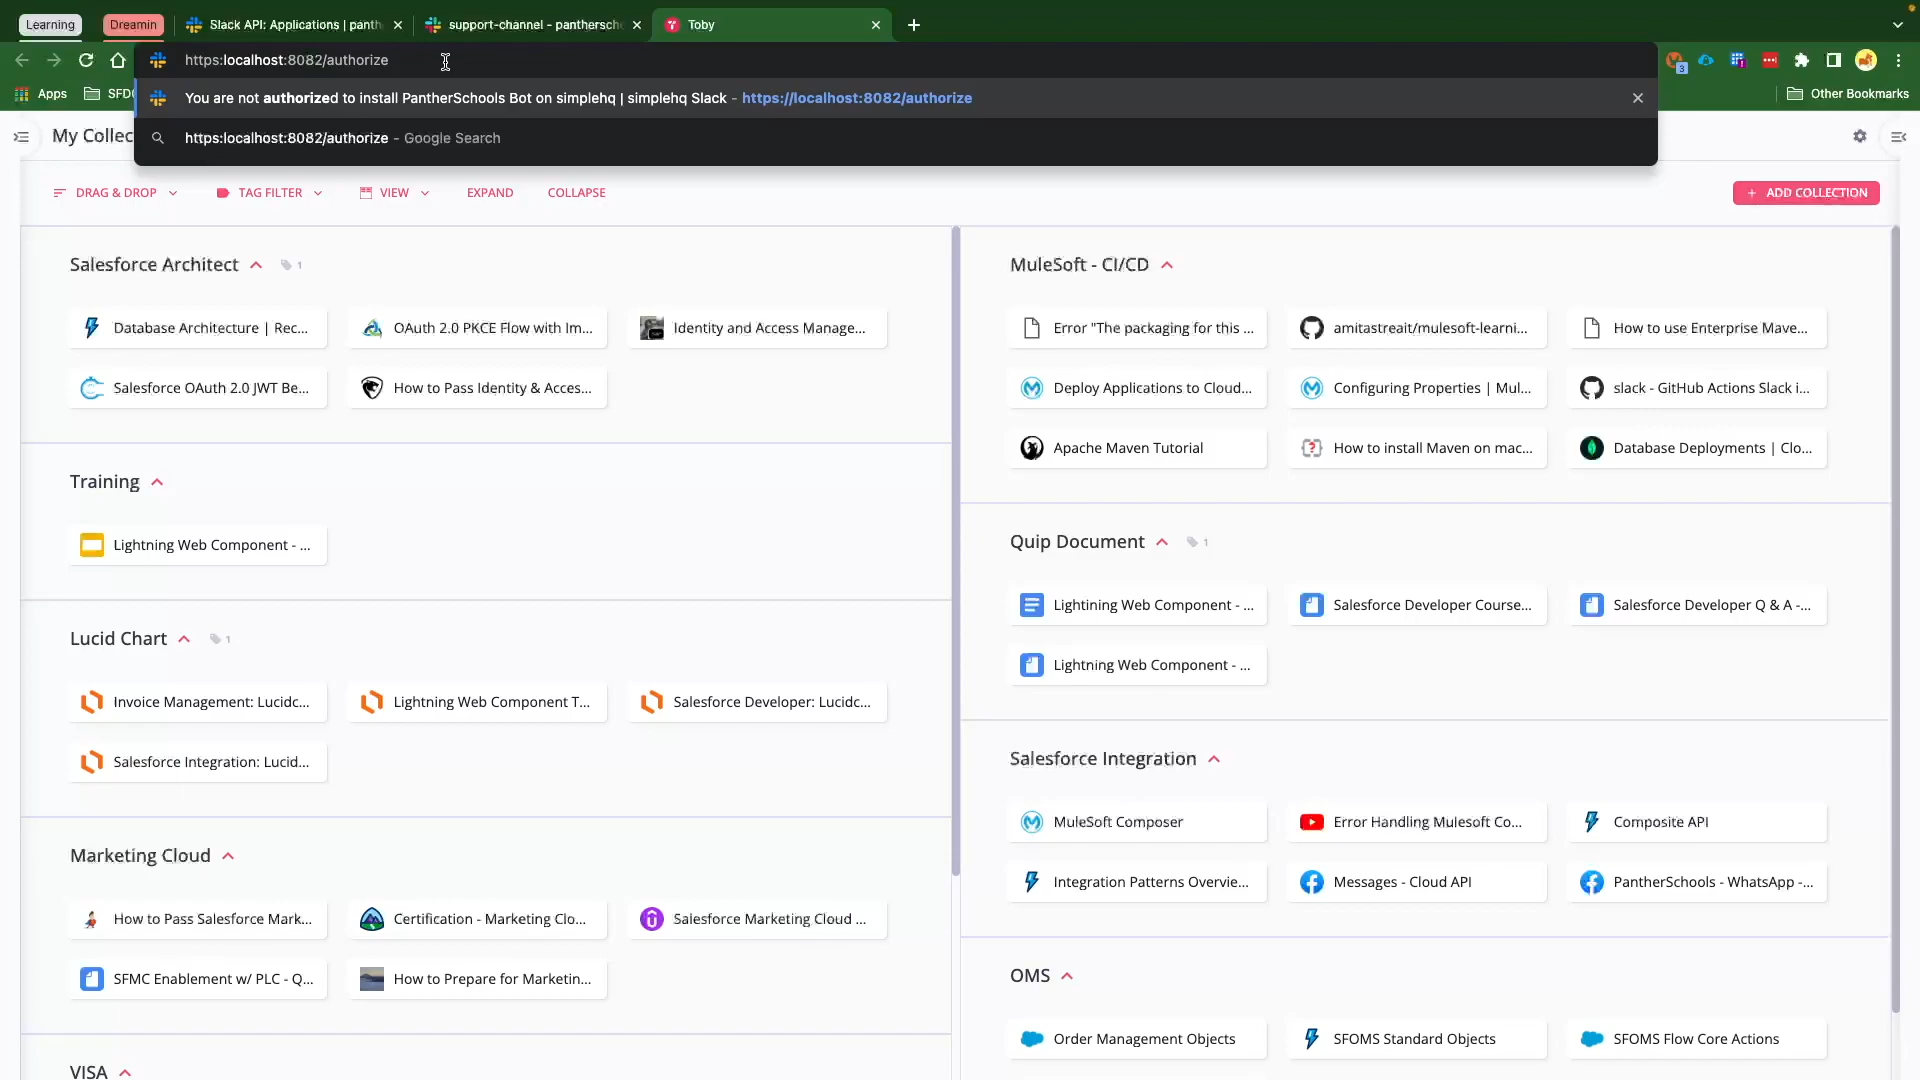 Learning
Dreamin
Slack API: Applications | panth
support-channel - panthersch
Toby
https:localhost:8082/authorize
3
You are not authorized to install PantherSchools Bot on simplehq | simplehq Slack - https://localhost:8082/authorize
https:localhost:8082/authorize - Google Search
Apps
SFDC
Other Bookmarks
My Collec
DRAG & DROP
TAG FILTER
VIEW
EXPAND
COLLAPSE
+ ADD COLLECTION
Salesforce Architect
1
Database Architecture | Rec...
OAuth 2.0 PKCE Flow with Im...
Identity and Access Manage...
Salesforce OAuth 2.0 JWT Be...
How to Pass Identity & Acces...
Training
Lightning Web Component - ...
Lucid Chart
1
Invoice Management: Lucidc...
Lightning Web Component T...
Salesforce Developer: Lucidc...
Salesforce Integration: Lucid...
Marketing Cloud
How to Pass Salesforce Mark...
Certification - Marketing Clo...
Salesforce Marketing Cloud ...
SFMC Enablement w/ PLC - Q...
How to Prepare for Marketin...
VISA
MuleSoft - CI/CD
Error "The packaging for this ...
amitastreait/mulesoft-learni...
How to use Enterprise Mave...
Deploy Applications to Cloud...
Configuring Properties | Mul...
slack - GitHub Actions Slack i...
Apache Maven Tutorial
How to install Maven on mac...
Database Deployments | Clo...
Quip Document
1
Lightining Web Component - ...
Salesforce Developer Course...
Salesforce Developer Q & A -...
Lightning Web Component - ...
Salesforce Integration
MuleSoft Composer
Error Handling Mulesoft Co...
Composite API
Integration Patterns Overvie...
Messages - Cloud API
PantherSchools - WhatsApp -...
OMS
Order Management Objects
SFOMS Standard Objects
SFOMS Flow Core Actions